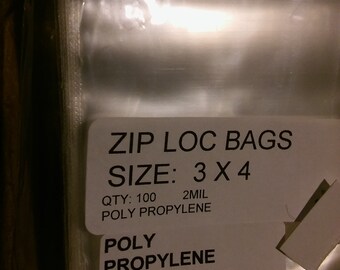 ZIP LOC BAGS
SIZE: 3 X 4
QTY: 100 2MIL
POLY PROPYLENE
POLY
PROPYLENE